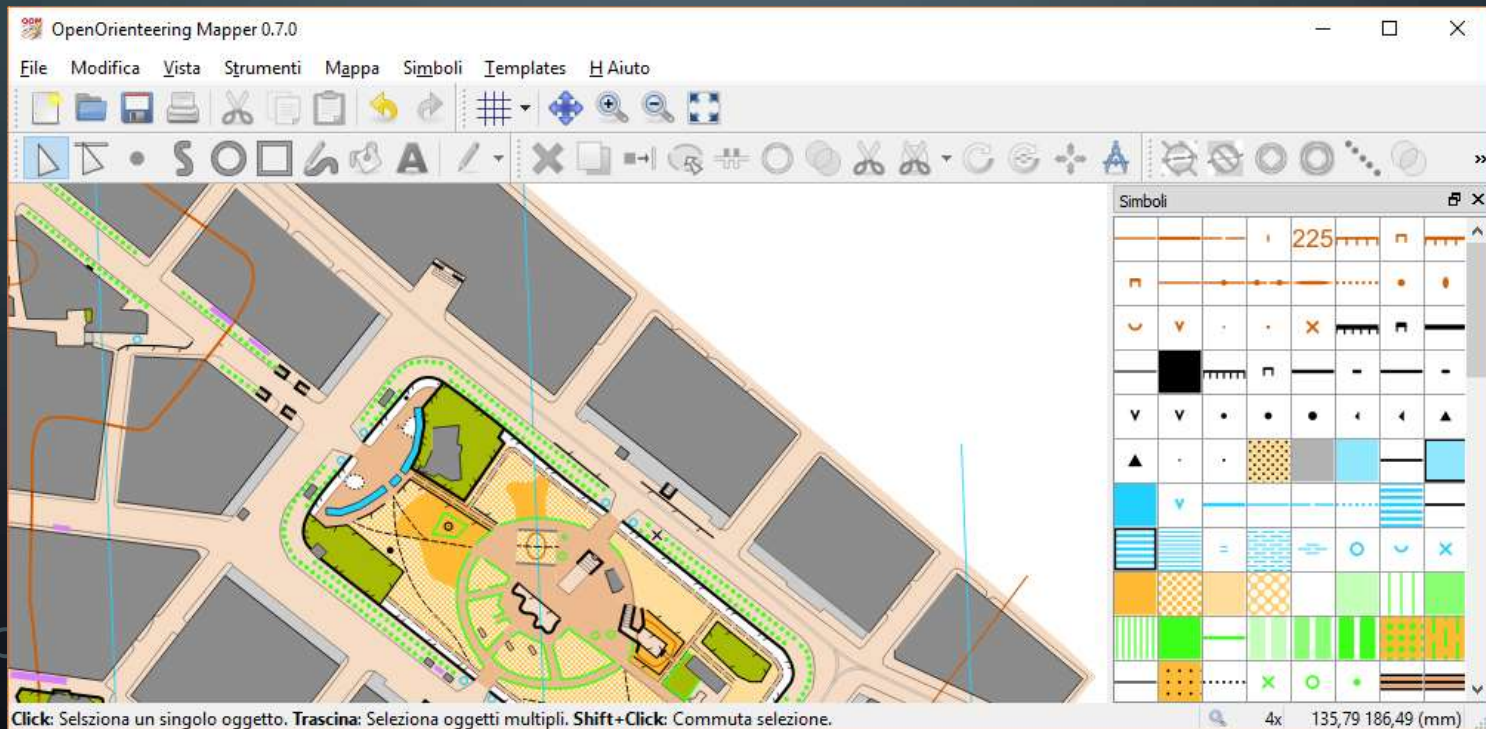 OpenOrienteering Mapper 0.7.0
File Modifica Vista Strumenti Mappa Simboli Templates H Aiuto
Simboli
225
Click: Selsziona un singolo oggetto. Trascina: Seleziona oggetti multipli. Shift+Click: Commuta selezione.
4x 135,79 186,49 (mm)